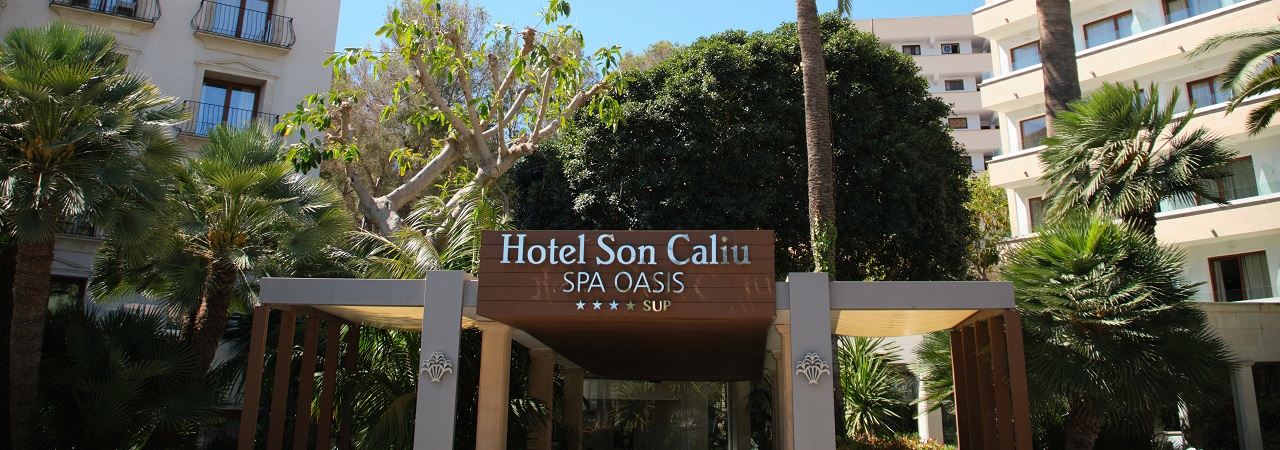 Hotel Son Caliu
SPA OASIS
★★★★ SUP